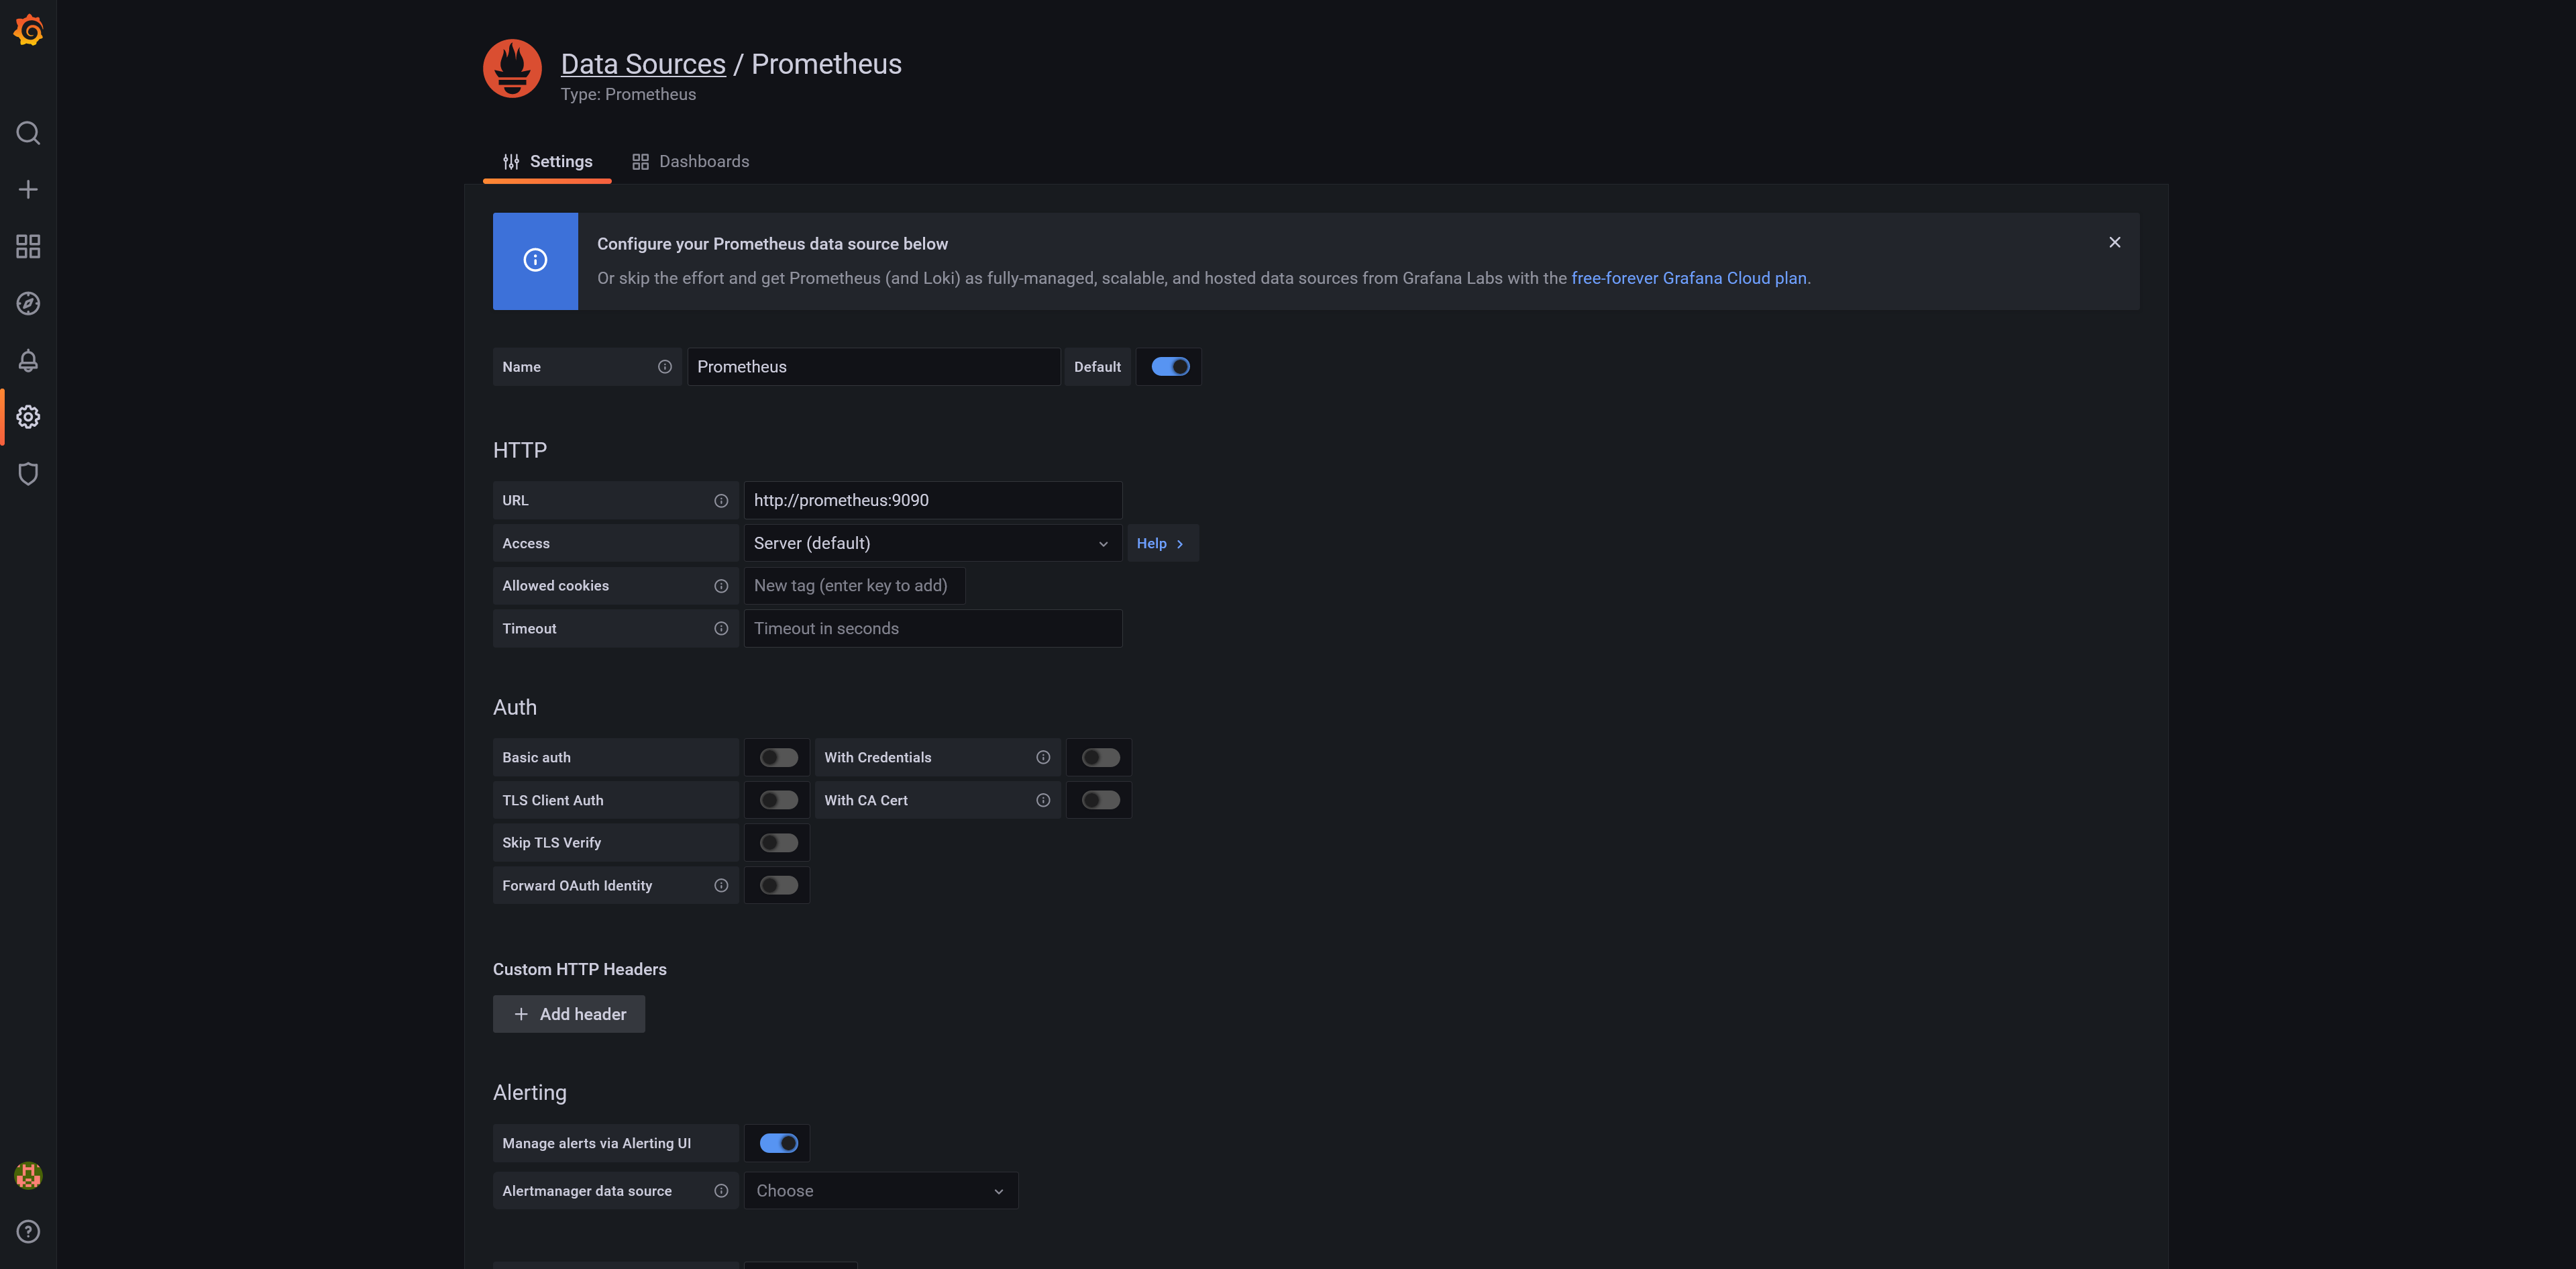 Data Sources / Prometheus
Type: Prometheus
Settings Dashboards
Configure your Prometheus data source below
Or skip the effort and get Prometheus (and Loki) as fully-managed, scalable, and hosted data sources from Grafana Labs with the free-forever Grafana Cloud plan.
Name Prometheus Default
HTTP
URL http://prometheus:9090
Access Server (default) Help
Allowed cookies New tag (enter key to add)
Timeout Timeout in seconds
Auth
Basic auth With Credentials
TLS Client Auth With CA Cert
Skip TLS Verify
Forward OAuth Identity
Custom HTTP Headers
Add header
Alerting
Manage alerts via Alerting UI
Alertmanager data source Choose